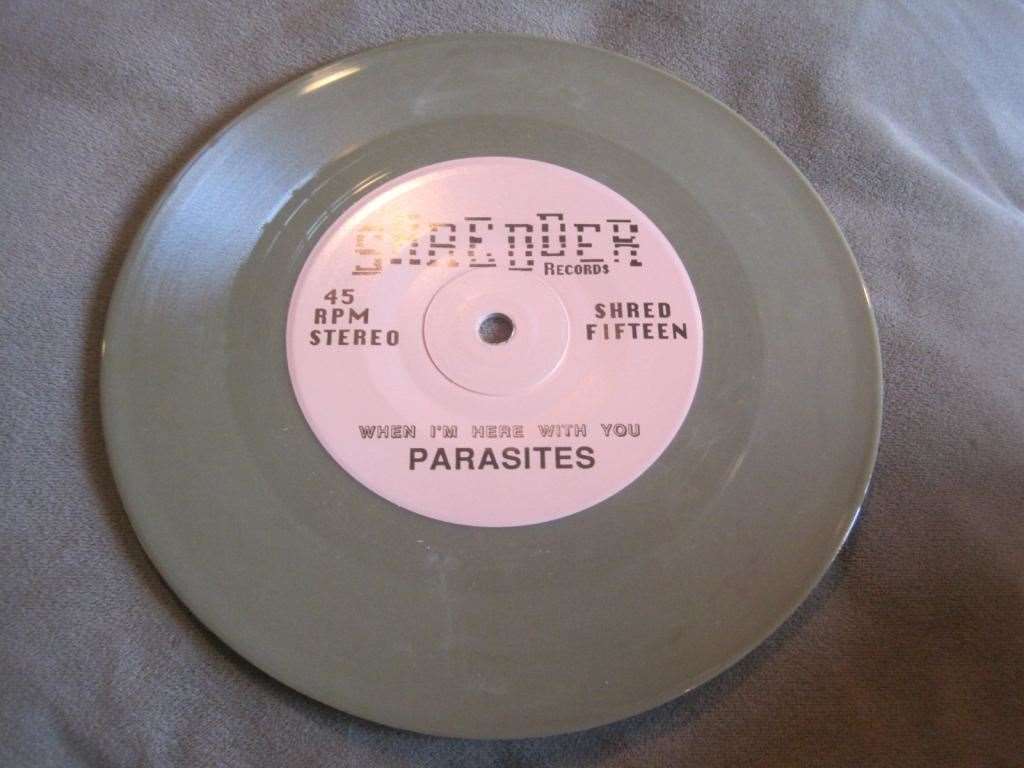 SHREDDER
RECORDS
45
RPM
STEREO
SHRED
FIFTEEN
WHEN I'M HERE WITH YOU
PARASITES